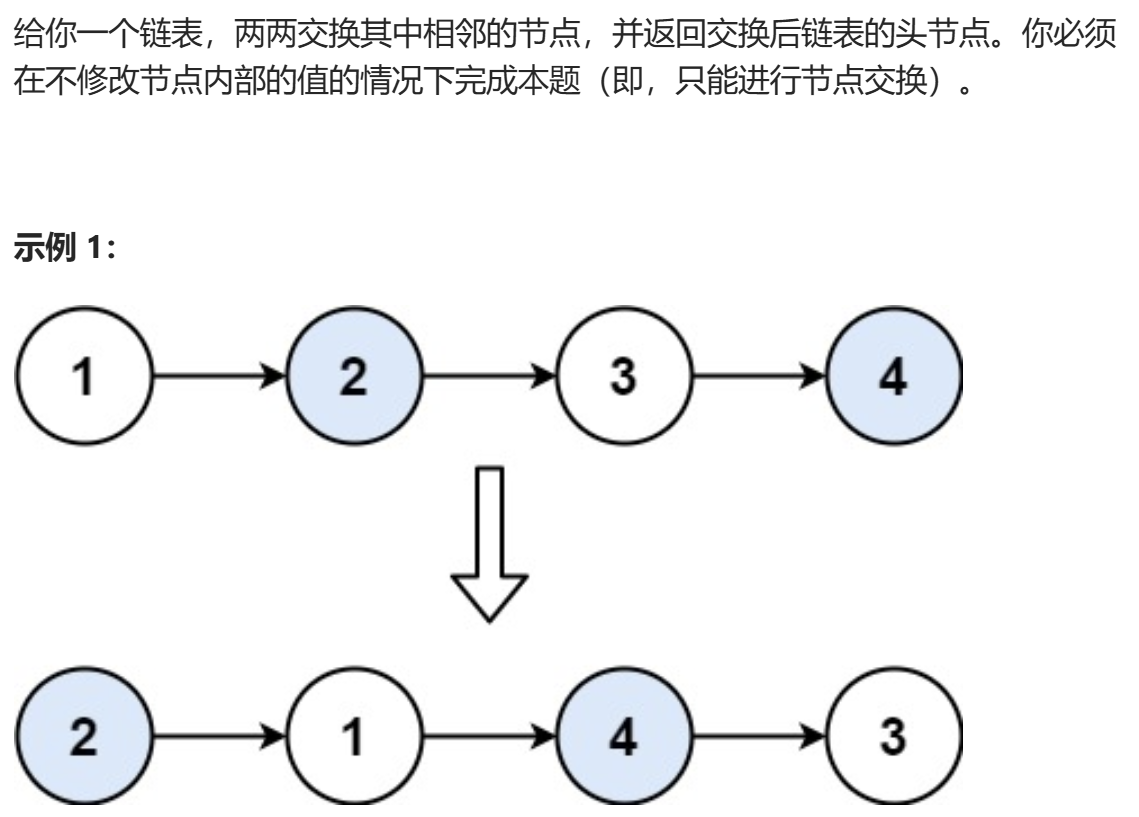 给你一个链表，两两交换其中相邻的节点，并返回交换后链表的头节点。你必须
在不修改节点内部的值的情况下完成本题（即，只能进行节点交换）。
示例 1：
1 2 3 4
2 1 4 3